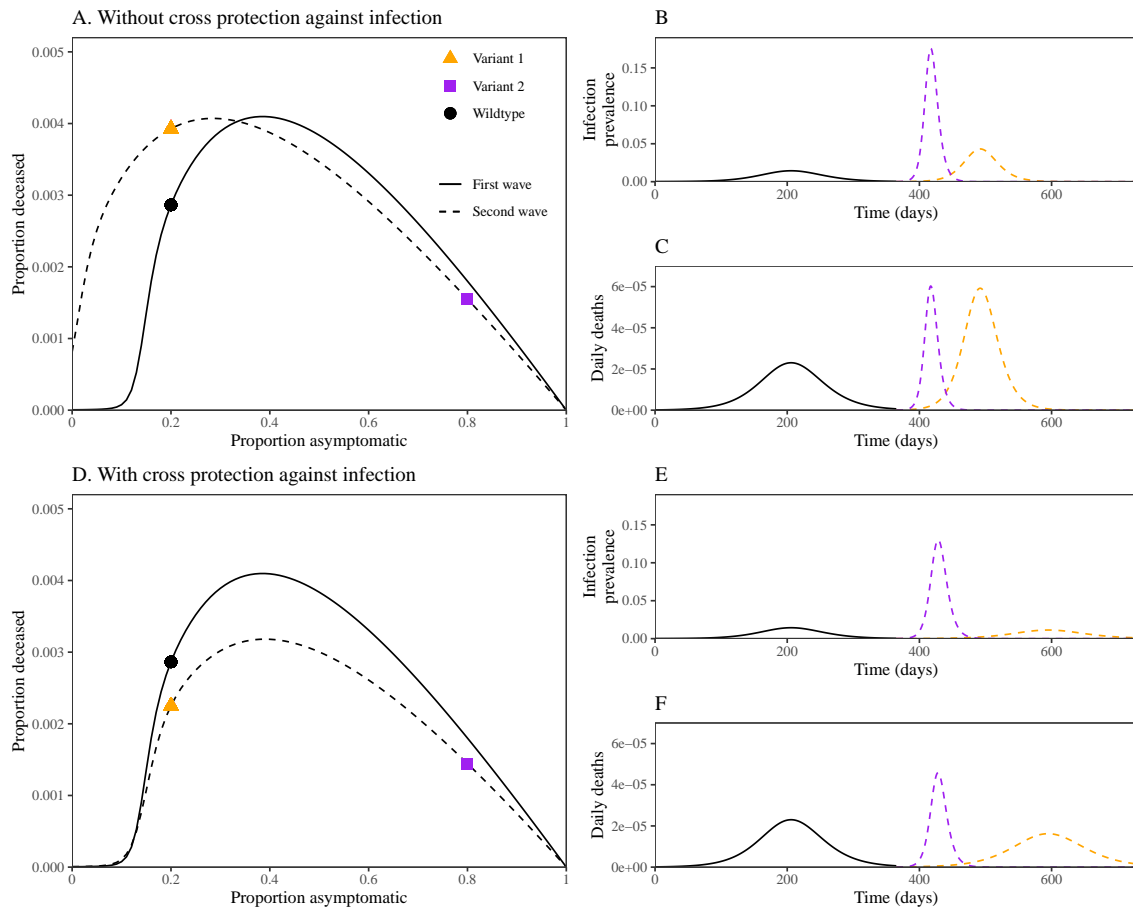 A. Without cross protection against infection
Proportion deceased
0.005
0.004
0.003
0.002
0.001
0.000
Variant 1
Variant 2
Wildtype
First wave
Second wave
0
0.2
0.4
0.6
0.8
1
Proportion asymptomatic
B
Infection
prevalence
0.15
0.10
0.05
0.00
0
200
400
600
Time (days)
C
Daily deaths
6e−05
4e−05
2e−05
0e+00
0
200
400
600
Time (days)
D. With cross protection against infection
Proportion deceased
0.005
0.004
0.003
0.002
0.001
0.000
0
0.2
0.4
0.6
0.8
1
Proportion asymptomatic
E
Infection
prevalence
0.15
0.10
0.05
0.00
0
200
400
600
Time (days)
F
Daily deaths
6e−05
4e−05
2e−05
0e+00
0
200
400
600
Time (days)